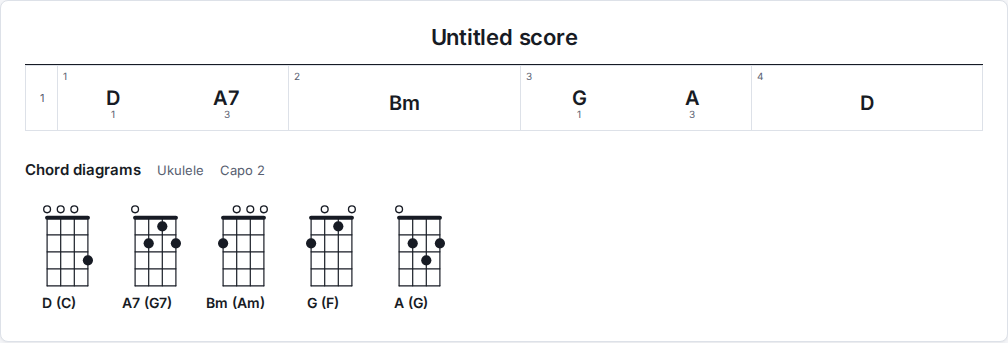 Untitled score
1 2 3 4
1 D A7 Bm G A D
1 3 1 3
Chord diagrams Ukulele Capo 2
D (C) A7 (G7) Bm (Am) G (F) A (G)